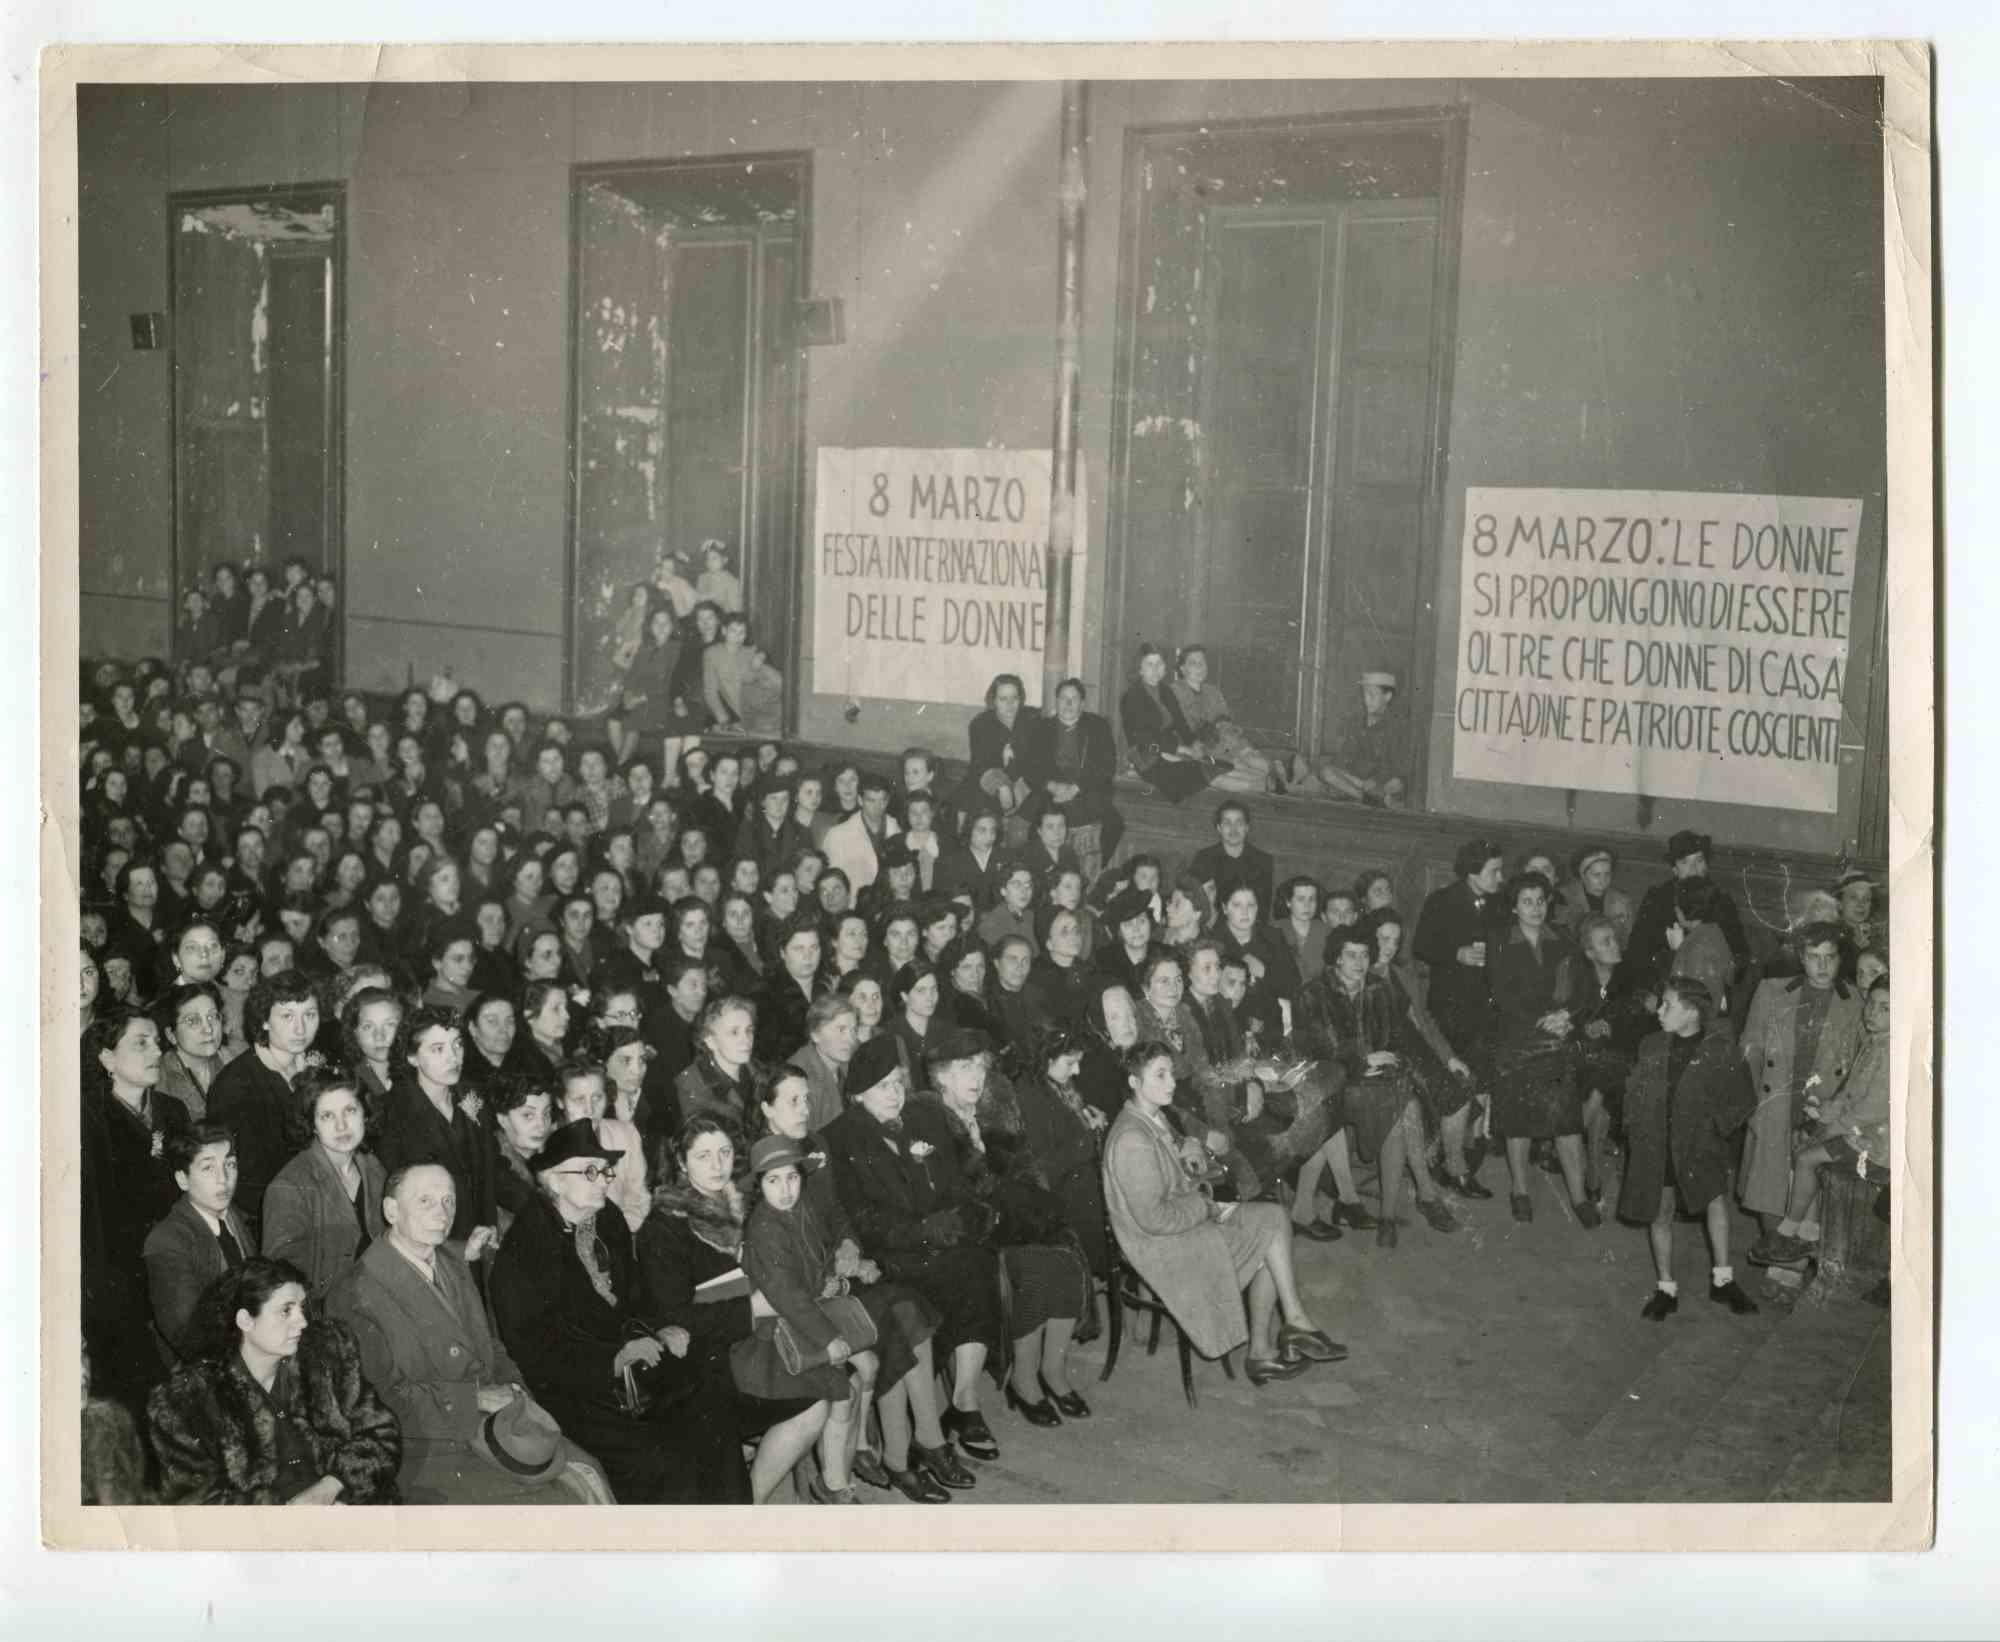 8 MARZO
FESTA INTERNAZIONA
DELLE DONNE
8 MARZO: LE DONNE
SI PROPONGONO DI ESSERE
OLTRE CHE DONNE DI CASA
CITTADINE E PATRIOTE COSCIENTI